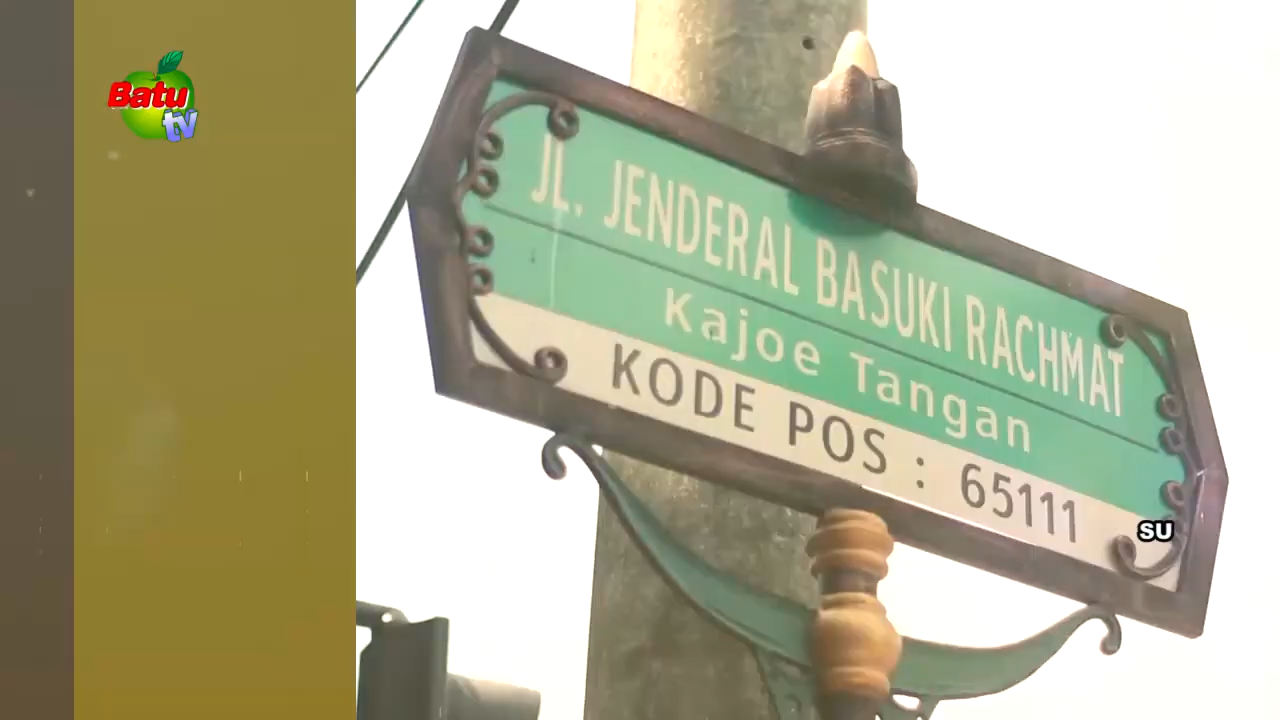 Batu
tv
JL. JENDERAL BASUKI RACHMAT
Kajoe Tangan
KODE POS : 65111
SU